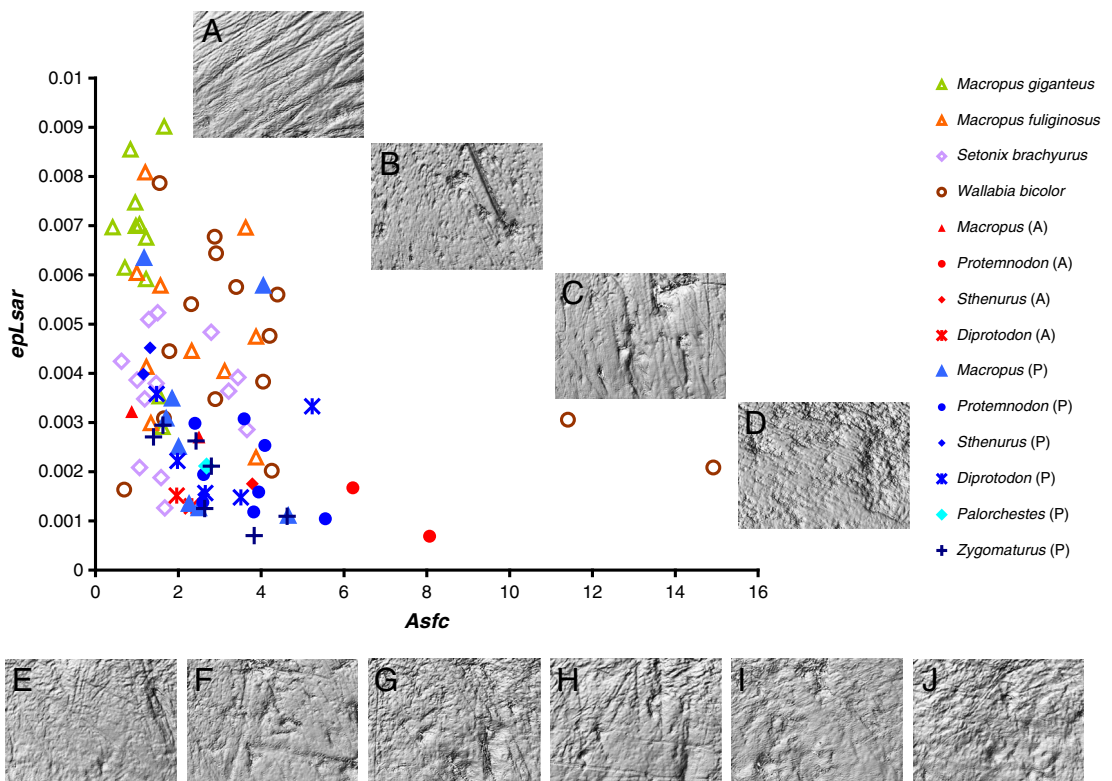 A
B
C
D
0.01
0.009
0.008
0.007
0.006
0.005
0.004
0.003
0.002
0.001
0
epLsar
0 2 4 6 8 10 12 14 16
Asfc
Macropus giganteus
Macropus fuliginosus
Setonix brachyurus
Wallabia bicolor
Macropus (A)
Protemnodon (A)
Sthenurus (A)
Diprotodon (A)
Macropus (P)
Protemnodon (P)
Sthenurus (P)
Diprotodon (P)
Palorchestes (P)
Zygomaturus (P)
E F G H I J